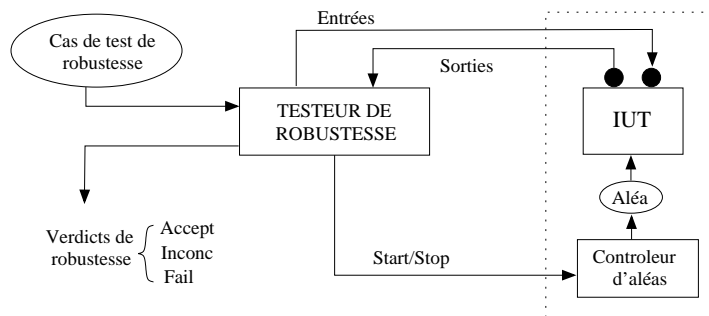 Entrées
Cas de test de
robustesse
Sorties
TESTEUR DE
ROBUSTESSE
IUT
Aléa
Verdicts de
robustesse
Accept
Inconc
Fail
Start/Stop
Controleur
d'aléas